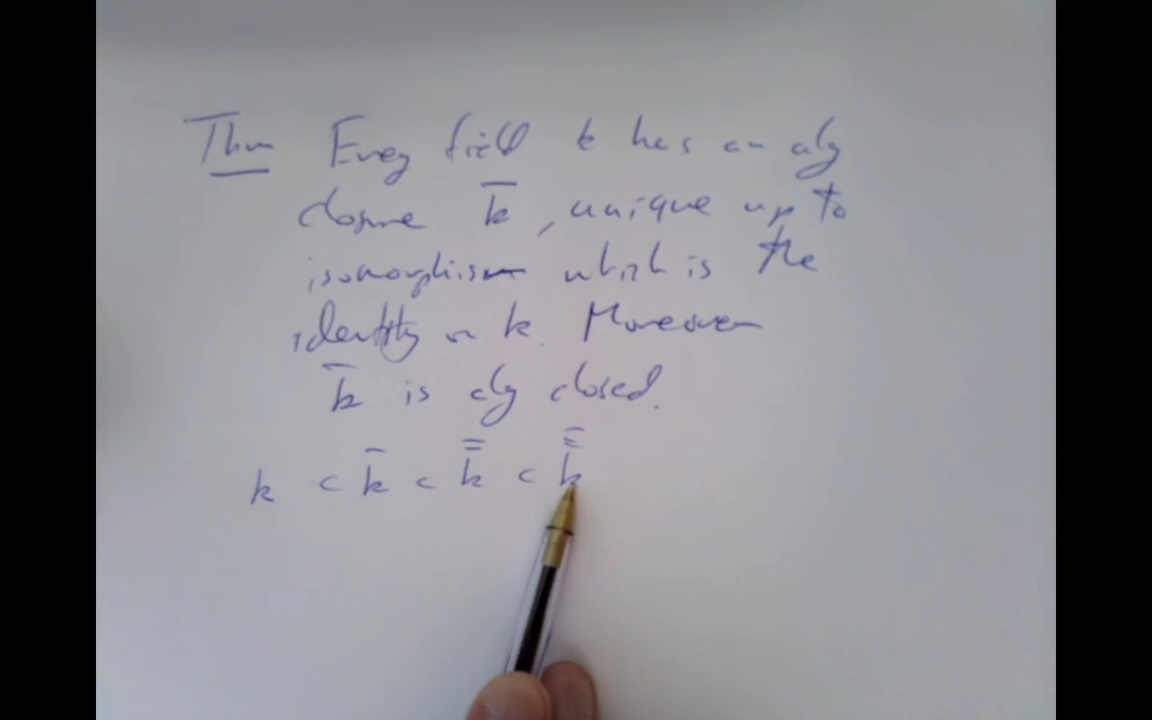 Thm Every field k has an alg
closure k̅, unique up to
isomorphism which is the
identity on k. Moreover
k̅ is alg closed.
k ⊂ k̅ ⊂ k̿ ⊂ k̿̅